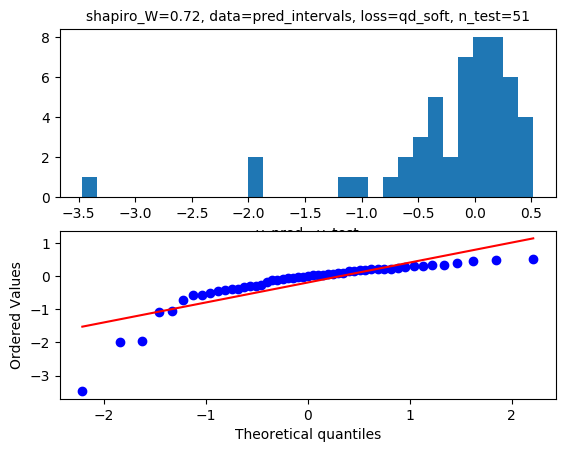 shapiro_W=0.72, data=pred_intervals, loss=qd_soft, n_test=51
8
6
4
2
0
−3.5 −3.0 −2.5 −2.0 −1.5 −1.0 −0.5 0.0 0.5
1
0
−1
−2
−3
Ordered Values
−2 −1 0 1 2
Theoretical quantiles